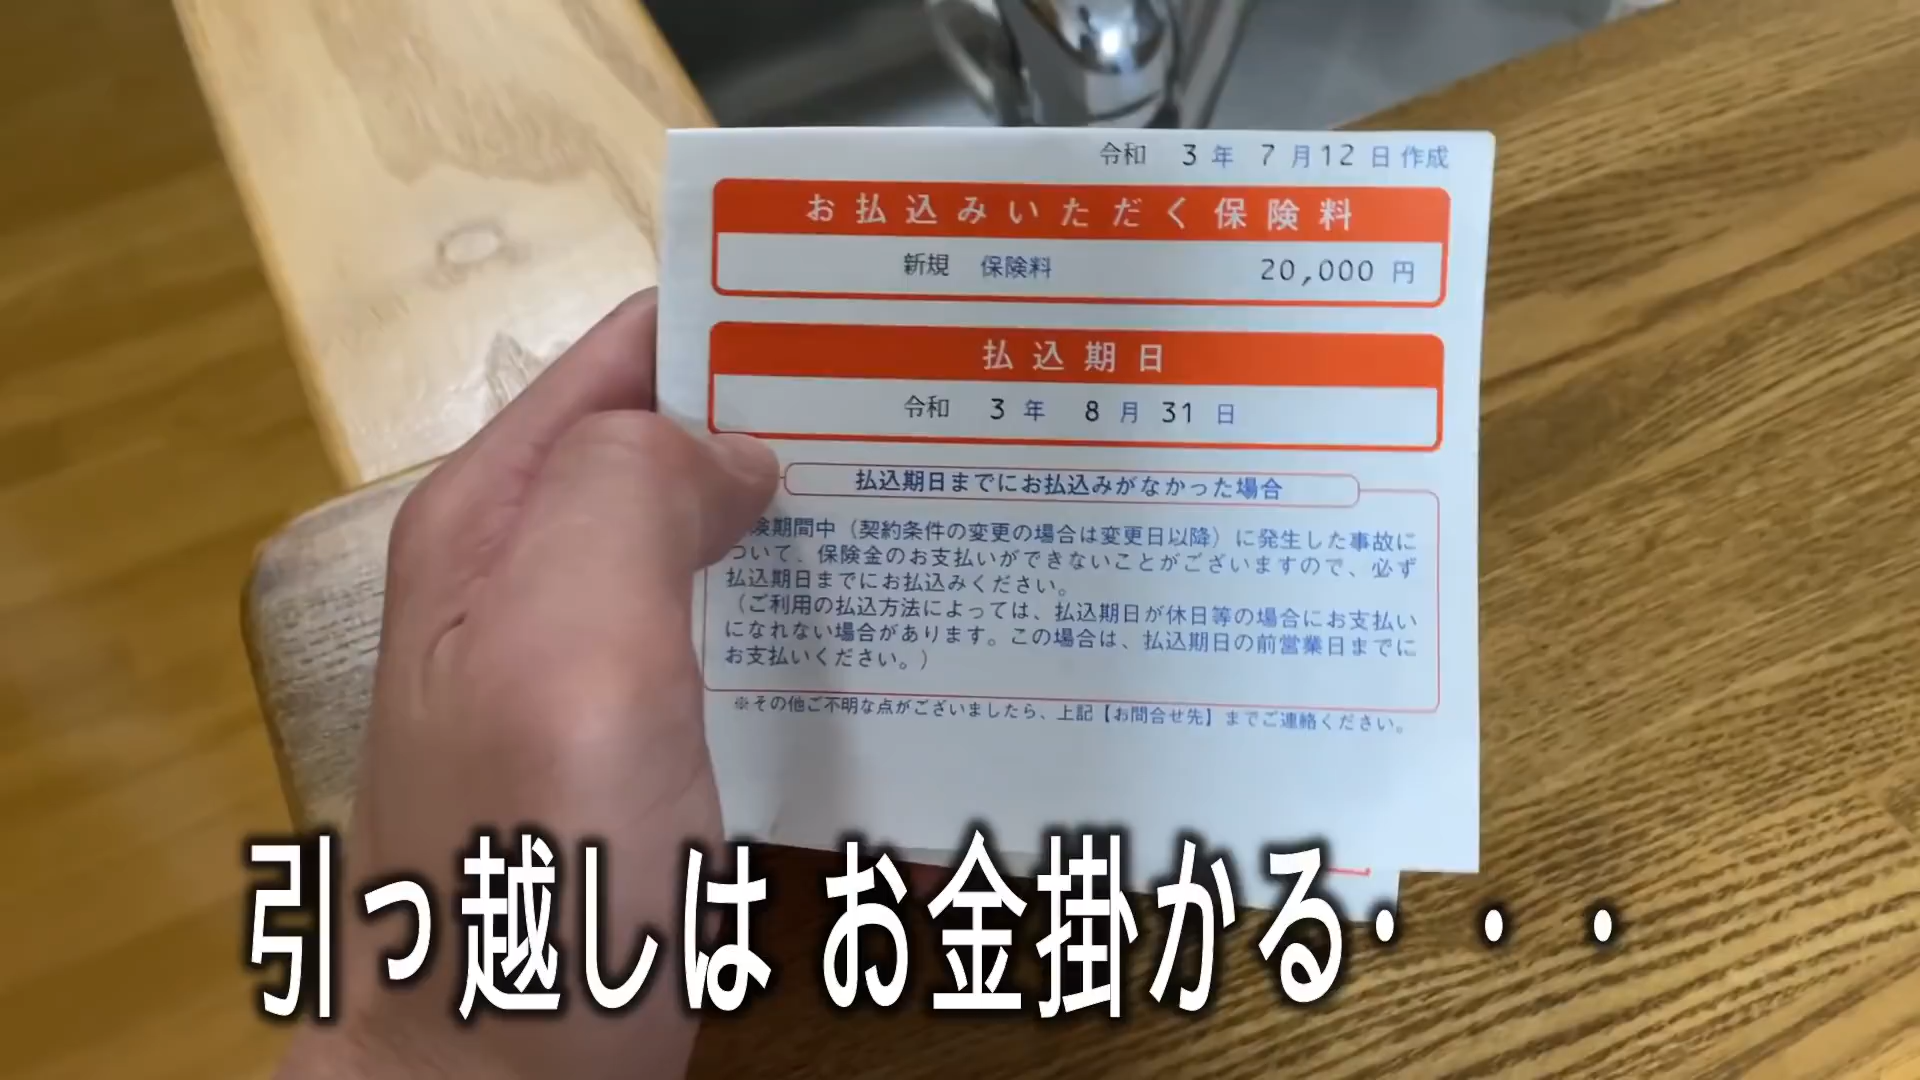 令和 3 年 7 月12 日 作成
お払込みいただく保険料
新規 保険料 20,000 円
払込期日
令和 3 年 8 月 31 日
払込期日までにお払込みがなかった場合
険期間中（契約条件の変更の場合は変更日以降）に発生した事故に
ついて、保険金のお支払いができないことがございますので、必ず
払込期日までにお払込みください。
（ご利用の払込方法によっては、払込期日が休日等の場合にお支払い
になれない場合があります。この場合は、払込期日の前営業日までに
お支払いください。）
※その他ご不明な点がございましたら、上記【お問合せ先】までご連絡ください。
引っ越しは お金掛かる・・・